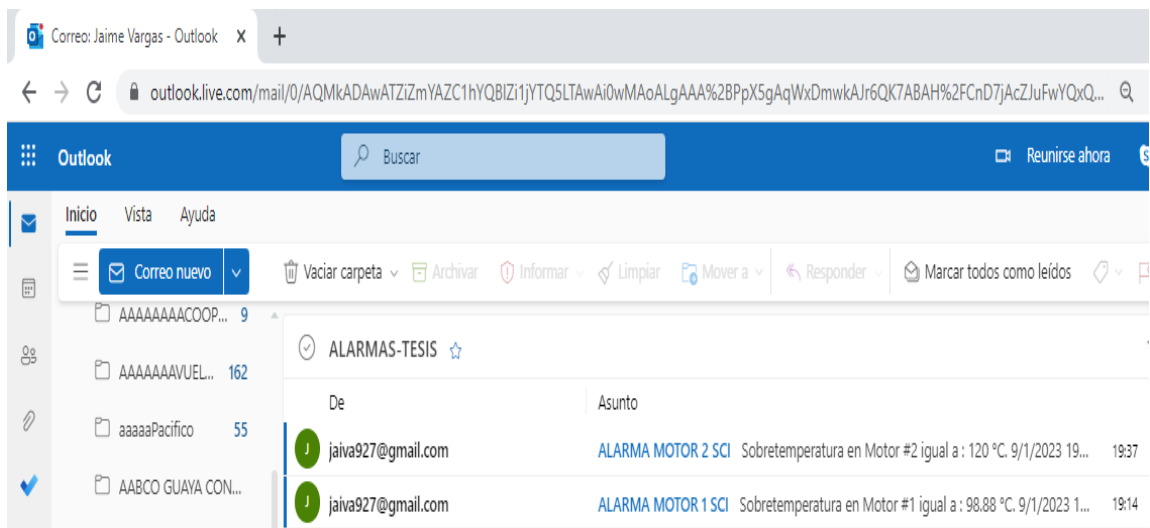 Correo: Jaime Vargas - Outlook
outlook.live.com/mail/0/AQMkADAwATZiZmYAZC1hYQBlZi1jYTQ5LTAwAi0wMAoALgAAA%2BPpX5gAqWxDmwkAJr6QK7ABAH%2FCnD7jAcZJuFwYQxQ...
Outlook Buscar Reunirse ahora
Inicio Vista Ayuda
Correo nuevo Vaciar carpeta Archivar Informar Limpiar Mover a Responder Marcar todos como leídos
AAAAAAAACOOP... 9
ALARMAS-TESIS
AAAAAAAVUEL... 162
De Asunto
aaaaaPacifico 55
J jaiva927@gmail.com ALARMA MOTOR 2 SCI Sobretemperatura en Motor #2 igual a : 120 °C. 9/1/2023 19... 19:37
AABCO GUAYA CON...
J jaiva927@gmail.com ALARMA MOTOR 1 SCI Sobretemperatura en Motor #1 igual a : 98.88 °C. 9/1/2023 1... 19:14